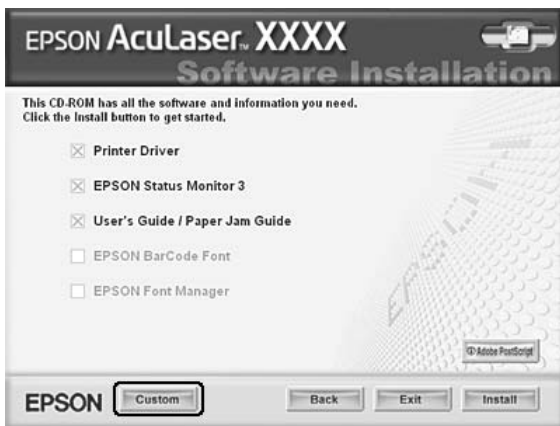 EPSON AcuLaser™ XXXX
Software Installation
This CD-ROM has all the software and information you need.
Click the Install button to get started.
Printer Driver
EPSON Status Monitor 3
User's Guide / Paper Jam Guide
EPSON BarCode Font
EPSON Font Manager
EPSON
Adobe PostScript
EPSON
Custom
Back
Exit
Install